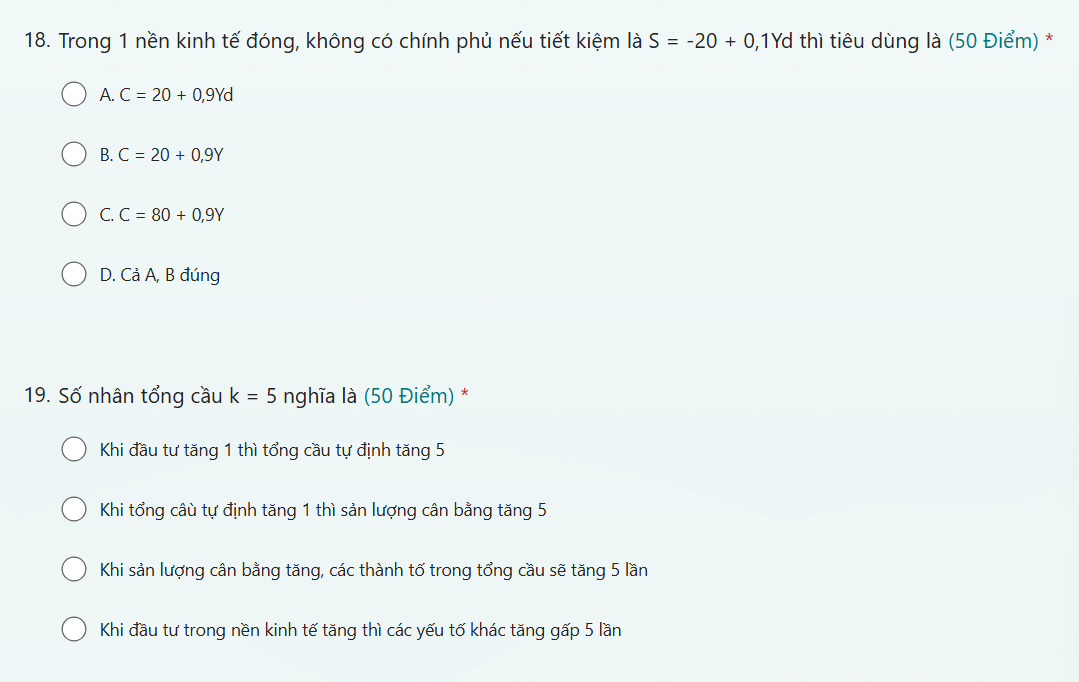 18. Trong 1 nền kinh tế đóng, không có chính phủ nếu tiết kiệm là S = -20 + 0,1Yd thì tiêu dùng là (50 Điểm) *
A. C = 20 + 0,9Yd
B. C = 20 + 0,9Y
C. C = 80 + 0,9Y
D. Cả A, B đúng
19. Số nhân tổng cầu k = 5 nghĩa là (50 Điểm) *
Khi đầu tư tăng 1 thì tổng cầu tự định tăng 5
Khi tổng câù tự định tăng 1 thì sản lượng cân bằng tăng 5
Khi sản lượng cân bằng tăng, các thành tố trong tổng cầu sẽ tăng 5 lần
Khi đầu tư trong nền kinh tế tăng thì các yếu tố khác tăng gấp 5 lần